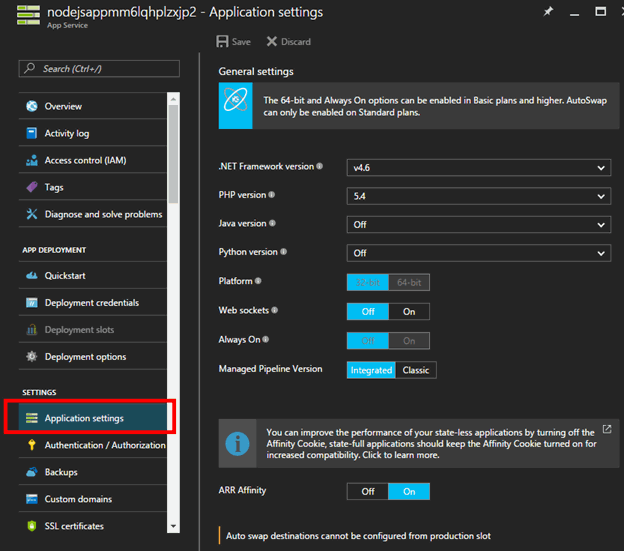 nodejsappmm6lqhplzxjp2 - Application settings
App Service
Save
Discard
Search (Ctrl+/)
Overview
Activity log
Access control (IAM)
Tags
Diagnose and solve problems
APP DEPLOYMENT
Quickstart
Deployment credentials
Deployment slots
Deployment options
SETTINGS
Application settings
Authentication / Authorization
Backups
Custom domains
SSL certificates
General settings
The 64-bit and Always On options can be enabled in Basic plans and higher. AutoSwap
can only be enabled on Standard plans.
.NET Framework version v4.6
PHP version 5.4
Java version Off
Python version Off
Platform 32-bit 64-bit
Web sockets Off On
Always On Off On
Managed Pipeline Version Integrated Classic
You can improve the performance of your state-less applications by turning off the
Affinity Cookie, state-full applications should keep the Affinity Cookie turned on for
increased compatibility. Click to learn more.
ARR Affinity Off On
Auto swap destinations cannot be configured from production slot